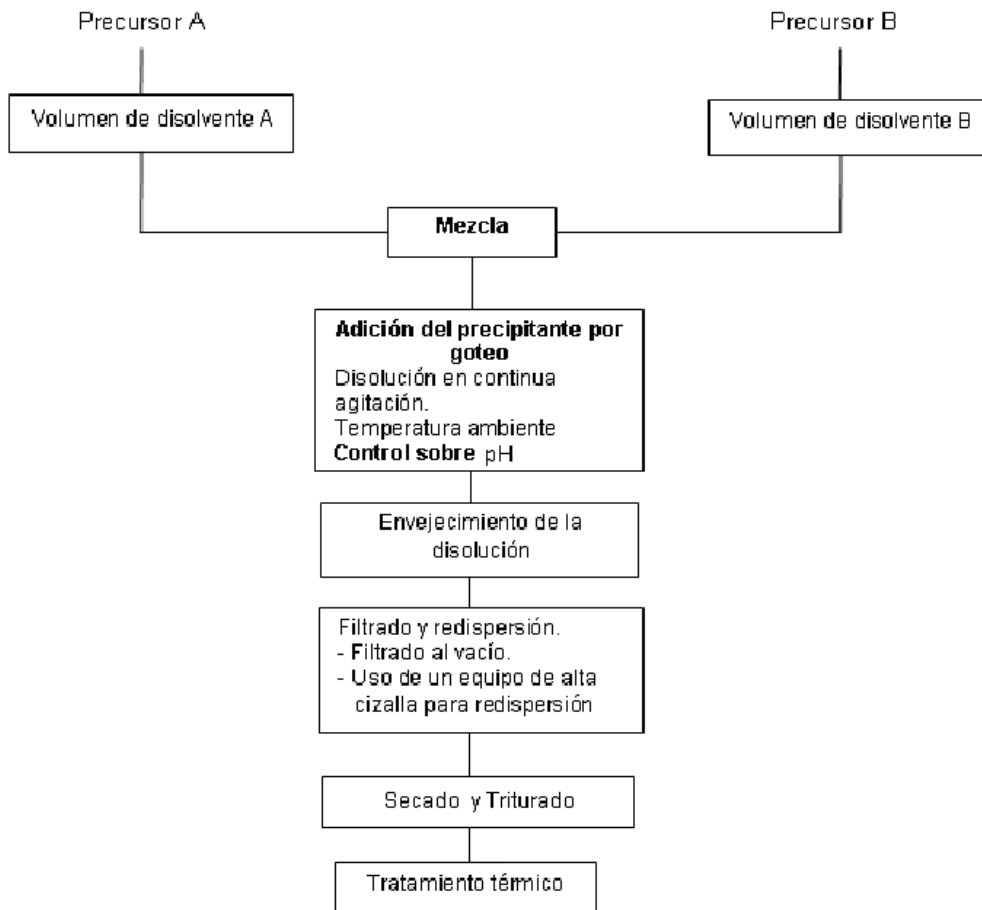 Precursor A
Precursor B
Volumen de disolvente A
Volumen de disolvente B
Mezcla
Adición del precipitante por
goteo
Disolución en continua
agitación.
Temperatura ambiente
Control sobre pH
Envejecimiento de la
disolución
Filtrado y redispersión.
- Filtrado al vacío.
- Uso de un equipo de alta
cizalla para redispersión
Secado y Triturado
Tratamiento térmico